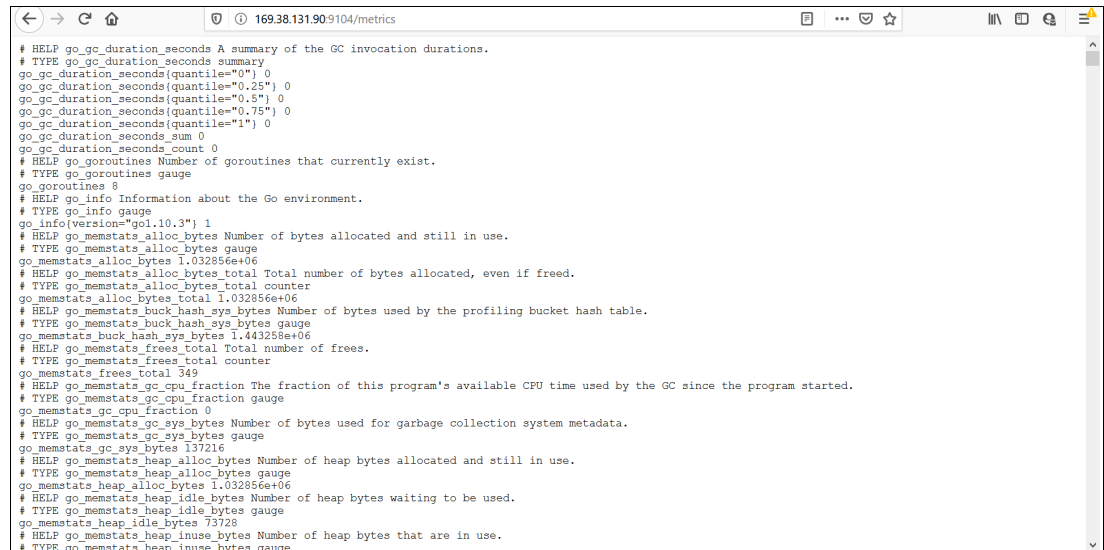 169.38.131.90:9104/metrics
# HELP go_gc_duration_seconds A summary of the GC invocation durations.
# TYPE go_gc_duration_seconds summary
go_gc_duration_seconds{quantile="0"} 0
go_gc_duration_seconds{quantile="0.25"} 0
go_gc_duration_seconds{quantile="0.5"} 0
go_gc_duration_seconds{quantile="0.75"} 0
go_gc_duration_seconds{quantile="1"} 0
go_gc_duration_seconds_sum 0
go_gc_duration_seconds_count 0
# HELP go_goroutines Number of goroutines that currently exist.
# TYPE go_goroutines gauge
go_goroutines 8
# HELP go_info Information about the Go environment.
# TYPE go_info gauge
go_info{version="go1.10.3"} 1
# HELP go_memstats_alloc_bytes Number of bytes allocated and still in use.
# TYPE go_memstats_alloc_bytes gauge
go_memstats_alloc_bytes 1.032856e+06
# HELP go_memstats_alloc_bytes_total Total number of bytes allocated, even if freed.
# TYPE go_memstats_alloc_bytes_total counter
go_memstats_alloc_bytes_total 1.032856e+06
# HELP go_memstats_buck_hash_sys_bytes Number of bytes used by the profiling bucket hash table.
# TYPE go_memstats_buck_hash_sys_bytes gauge
go_memstats_buck_hash_sys_bytes 1.443258e+06
# HELP go_memstats_frees_total Total number of frees.
# TYPE go_memstats_frees_total counter
go_memstats_frees_total 349
# HELP go_memstats_gc_cpu_fraction The fraction of this program's available CPU time used by the GC since the program started.
# TYPE go_memstats_gc_cpu_fraction gauge
go_memstats_gc_cpu_fraction 0
# HELP go_memstats_gc_sys_bytes Number of bytes used for garbage collection system metadata.
# TYPE go_memstats_gc_sys_bytes gauge
go_memstats_gc_sys_bytes 137216
# HELP go_memstats_heap_alloc_bytes Number of heap bytes allocated and still in use.
# TYPE go_memstats_heap_alloc_bytes gauge
go_memstats_heap_alloc_bytes 1.032856e+06
# HELP go_memstats_heap_idle_bytes Number of heap bytes waiting to be used.
# TYPE go_memstats_heap_idle_bytes gauge
go_memstats_heap_idle_bytes 73728
# HELP go_memstats_heap_inuse_bytes Number of heap bytes that are in use.
# TYPE go_memstats_heap_inuse_bytes gauge